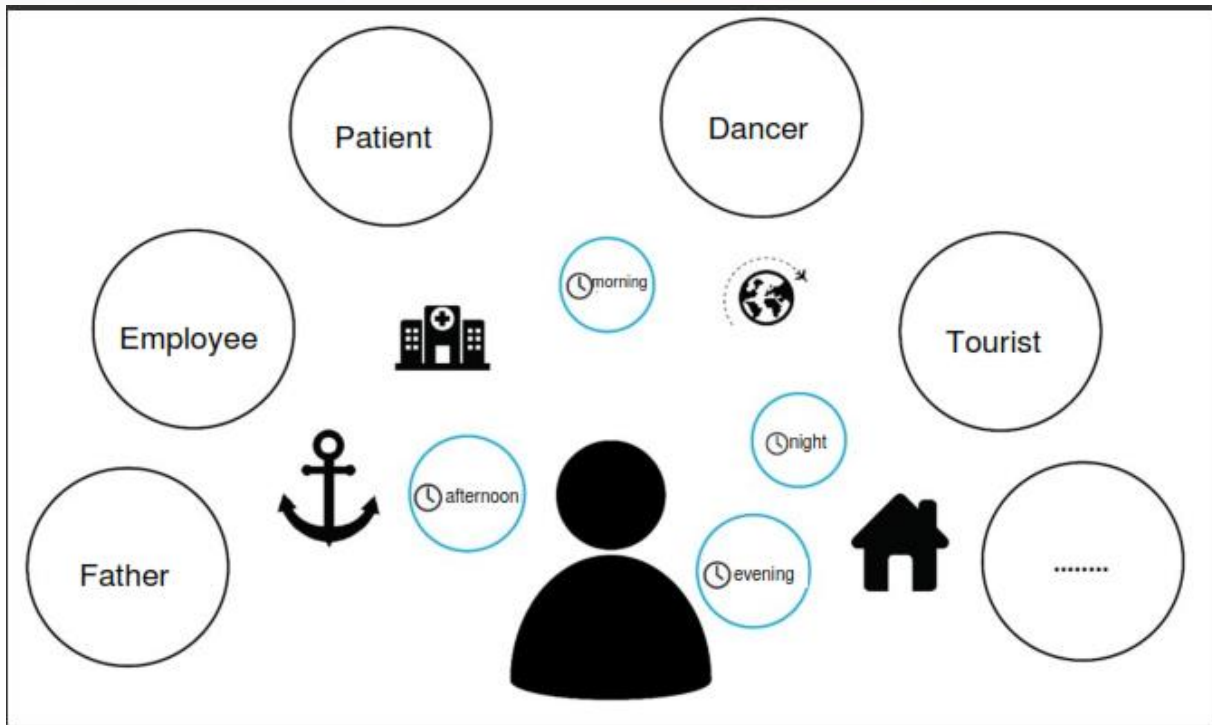 Patient
Dancer
morning
Employee
Tourist
night
afternoon
Father
evening
........